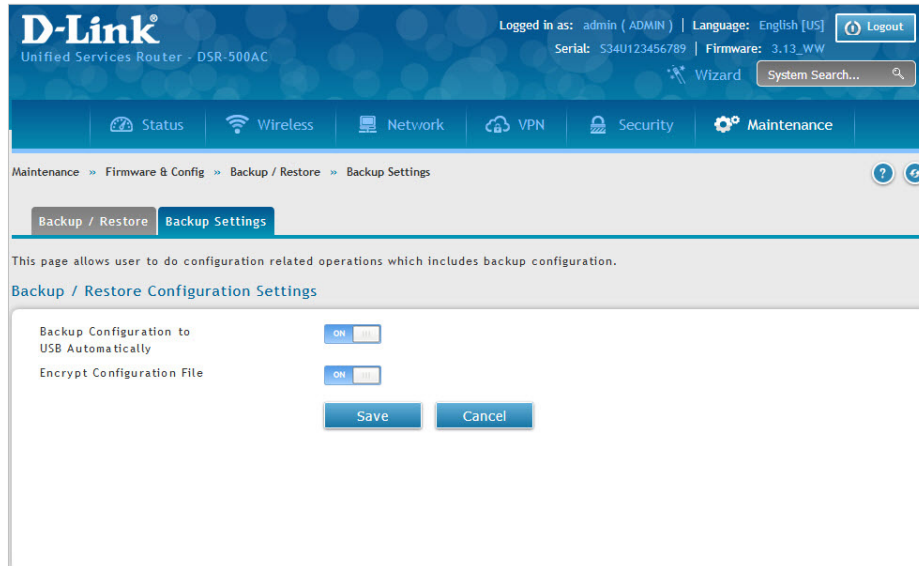 D-Link®
Logged in as: admin ( ADMIN ) | Language: English [US]
Logout
Unified Services Router - DSR-500AC
Serial: S34U123456789 | Firmware: 3.13_WW
Wizard
System Search...
Status
Wireless
Network
VPN
Security
Maintenance
Maintenance » Firmware & Config » Backup / Restore » Backup Settings
?
Backup / Restore
Backup Settings
This page allows user to do configuration related operations which includes backup configuration.
Backup / Restore Configuration Settings
Backup Configuration to
USB Automatically
ON
Encrypt Configuration File
ON
Save
Cancel